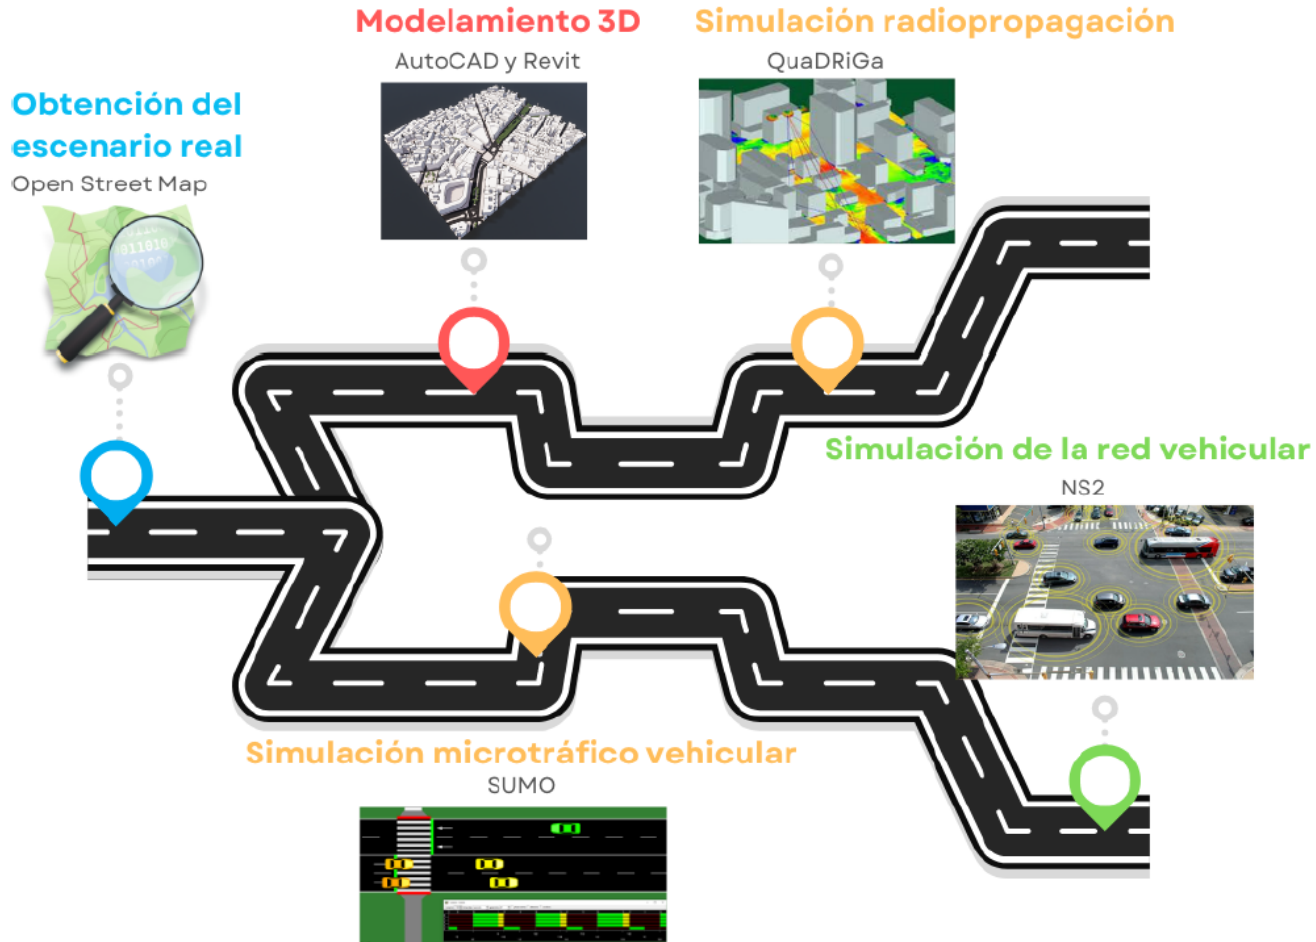 Modelamiento 3D
AutoCAD y Revit
Simulación radiopropagación
QuaDRiGa
Obtención del
escenario real
Open Street Map
011010
Simulación de la red vehicular
NS2
Simulación microtráfico vehicular
SUMO